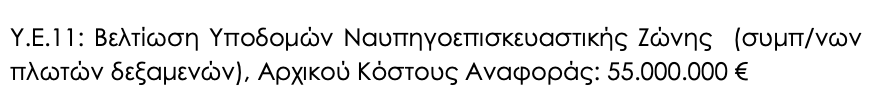 Υ.Ε.11: Βελτίωση Υποδομών Ναυπηγοεπισκευαστικής Ζώνης (συμπ/νων
πλωτών δεξαμενών), Αρχικού Κόστους Αναφοράς: 55.000.000 €